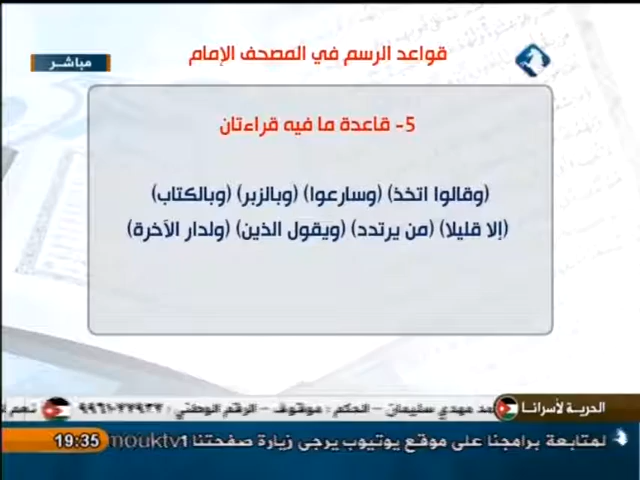 قواعد الرسم في المصحف الإمام
مباشر
5- قاعدة ما فيه قراءتان
(وقالوا اتخذ) (وسارعوا) (وبالزبر) (وبالكتاب)
(إلا قليلا) (من يرتدد) (ويقول الذين) (ولدار الآخرة)
الحرية لأسرانا
مد مهدي سليمان - الحكم : موقوف - الرقم الوطني :
لمتابعة برامجنا على موقع يوتيوب يرجى زيارة صفحتنا mouktv1
19:35